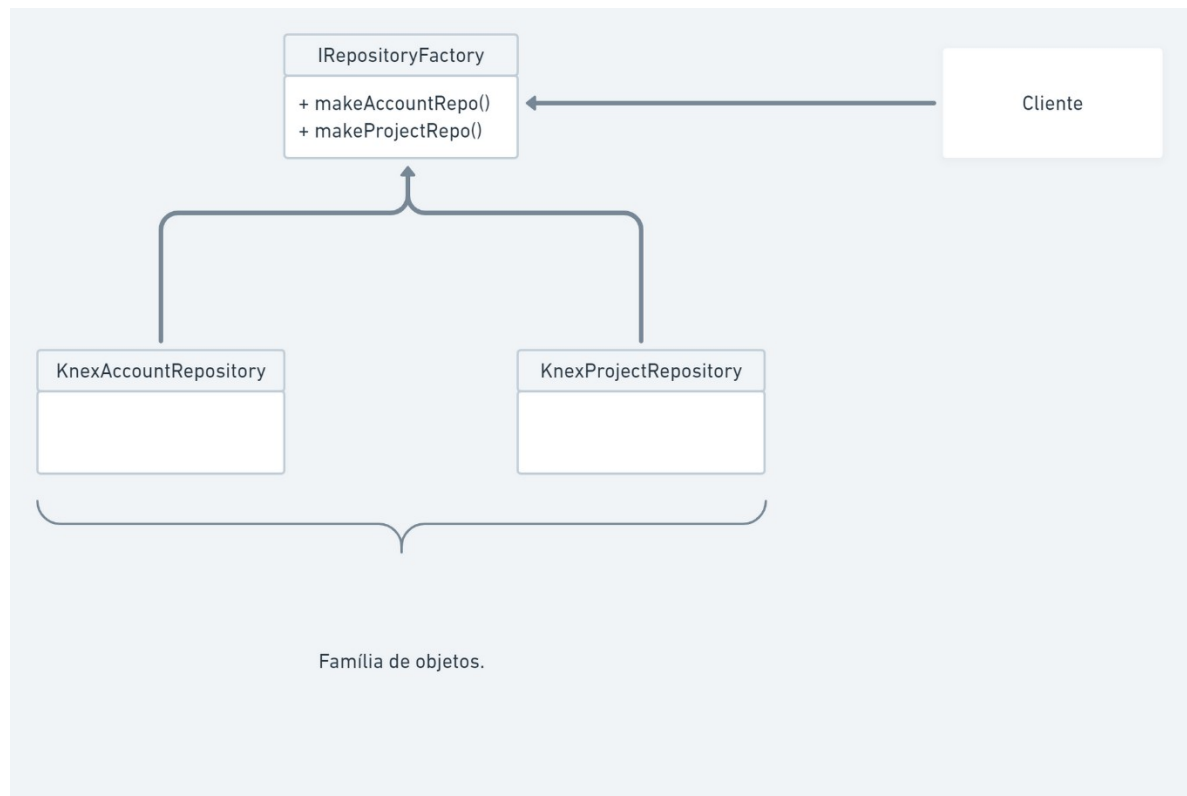 IRepositoryFactory
+ makeAccountRepo()
+ makeProjectRepo()
Cliente
KnexAccountRepository
KnexProjectRepository
Família de objetos.